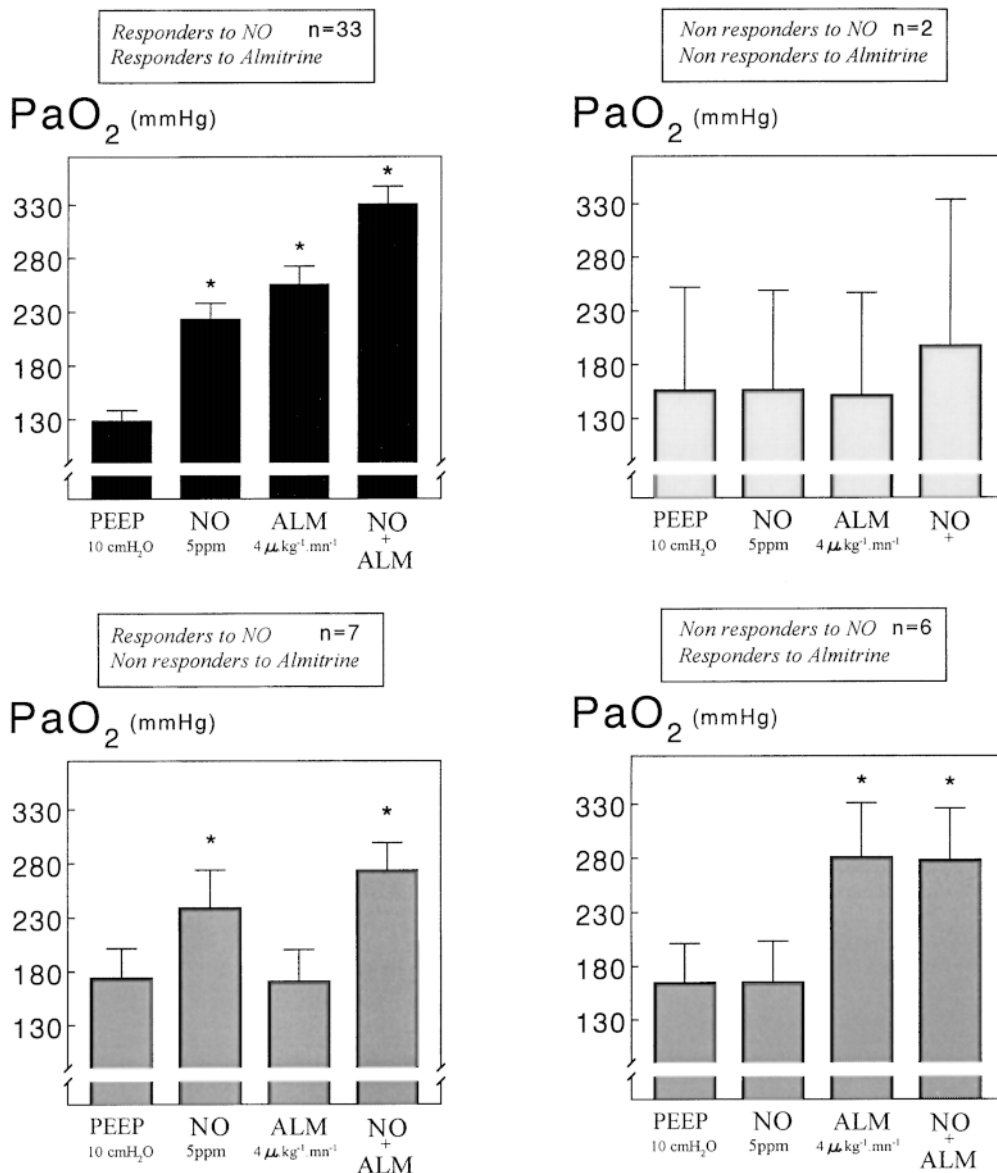 Responders to NO n=33
Responders to Almitrine
PaO2 (mmHg)
330
280
230
180
130
*
*
*
PEEP NO ALM NO
10 cmH2O 5ppm 4 μ kg-1.mn-1 +
ALM
Non responders to NO n=2
Non responders to Almitrine
PaO2 (mmHg)
330
280
230
180
130
PEEP NO ALM NO
10 cmH2O 5ppm 4 μ kg-1.mn-1 +
Responders to NO n=7
Non responders to Almitrine
PaO2 (mmHg)
330
280
230
180
130
*
*
PEEP NO ALM NO
10 cmH2O 5ppm 4 μ kg-1.mn-1 +
ALM
Non responders to NO n=6
Responders to Almitrine
PaO2 (mmHg)
330
280
230
180
130
* *
PEEP NO ALM NO
10 cmH2O 5ppm 4 μ kg-1.mn-1 +
ALM